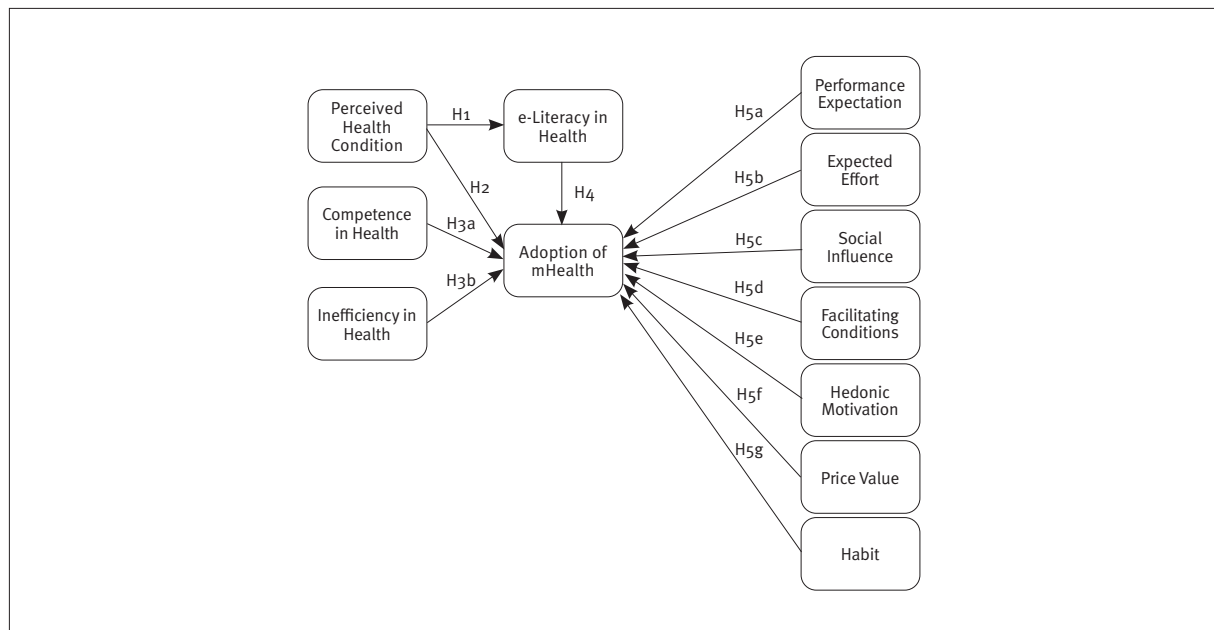 Perceived
Health
Condition
H1
e-Literacy in
Health
H2
H4
Competence
in Health
H3a
Adoption of
mHealth
H3b
Inefficiency in
Health
Performance
Expectation
H5a
Expected
Effort
H5b
Social
Influence
H5c
Facilitating
Conditions
H5d
Hedonic
Motivation
H5e
Price Value
H5f
Habit
H5g